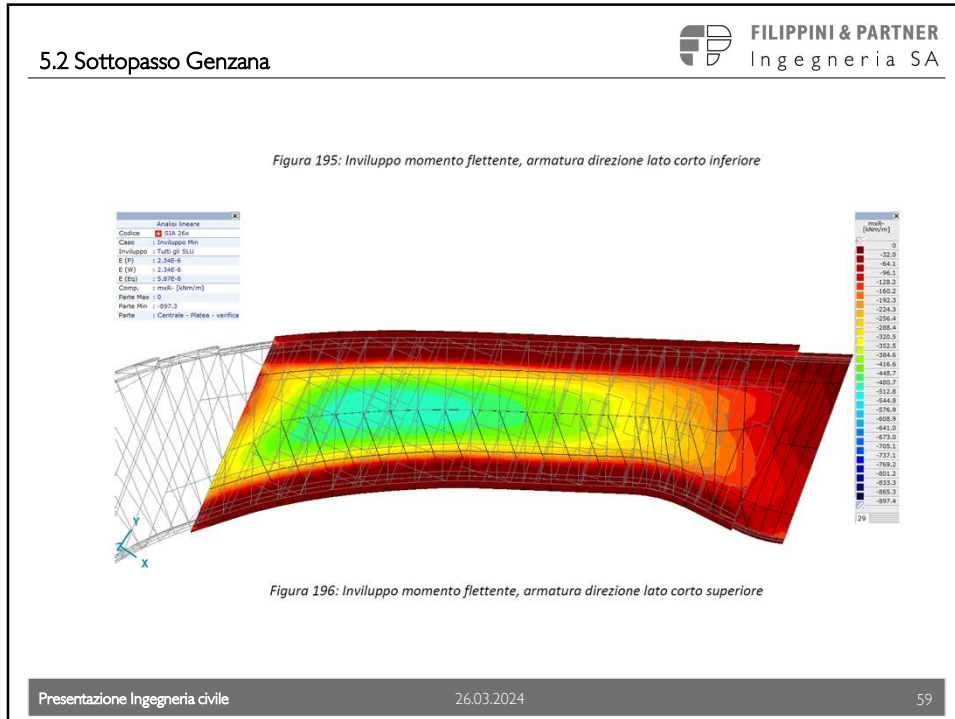 5.2 Sottopasso Genzana
FILIPPINI & PARTNER
Ingegneria SA
Figura 195: Inviluppo momento flettente, armatura direzione lato corto inferiore
Analisi lineare
Codice SIA 26x
Caso : Inviluppo Min
Inviluppo : Tutti gli SLU
E (P) : 2.34E-6
E (W) : 2.34E-6
E (Eq) : 5.87E-8
Comp. : mxR- [kNm/m]
Parte Max : 0
Parte Min : -897.3
Parte : Centrale - Platea - verifica
mxR-
[kNm/m]
0
-32.0
-64.1
-96.1
-128.2
-160.2
-192.3
-224.3
-256.4
-288.4
-320.5
-352.5
-384.6
-416.6
-448.7
-480.7
-512.8
-544.8
-576.9
-608.9
-641.0
-673.0
-705.1
-737.1
-769.2
-801.2
-833.3
-865.3
-897.4
29
Y
Z
X
Figura 196: Inviluppo momento flettente, armatura direzione lato corto superiore
Presentazione Ingegneria civile 26.03.2024 59